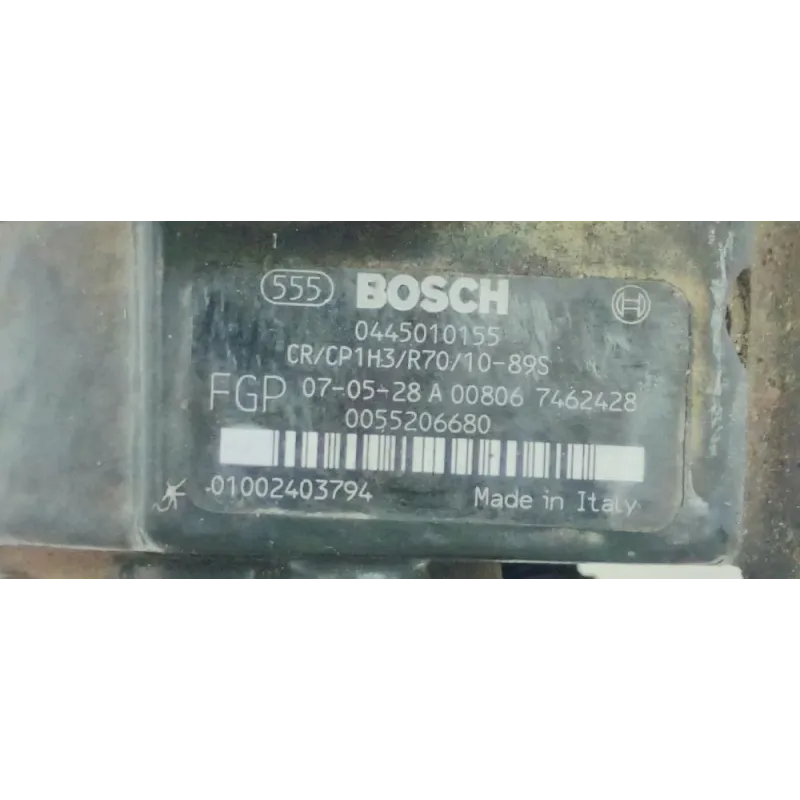 555 BOSCH
0445010155
CR/CP1H3/R70/10-89S
FGP 07-05-28 A 00806 7462428
0055206680
01002403794 Made in Italy